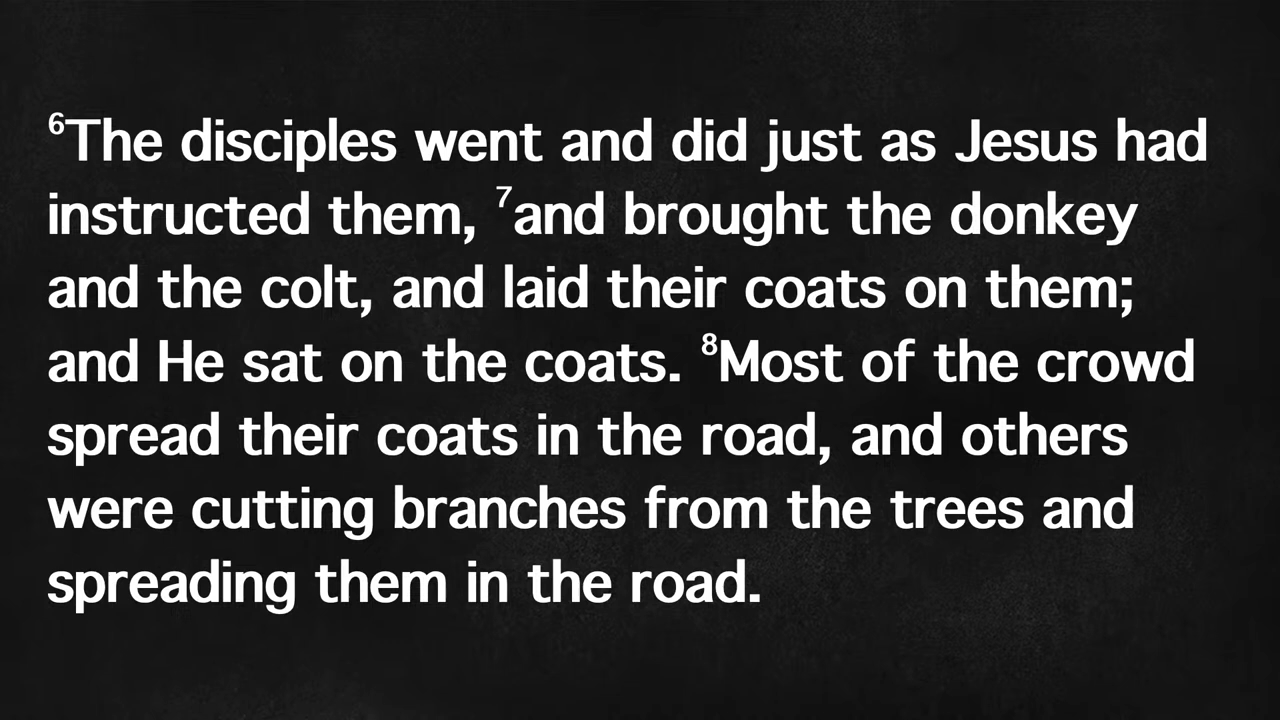 ⁶The disciples went and did just as Jesus had
instructed them, ⁷and brought the donkey
and the colt, and laid their coats on them;
and He sat on the coats. ⁸Most of the crowd
spread their coats in the road, and others
were cutting branches from the trees and
spreading them in the road.